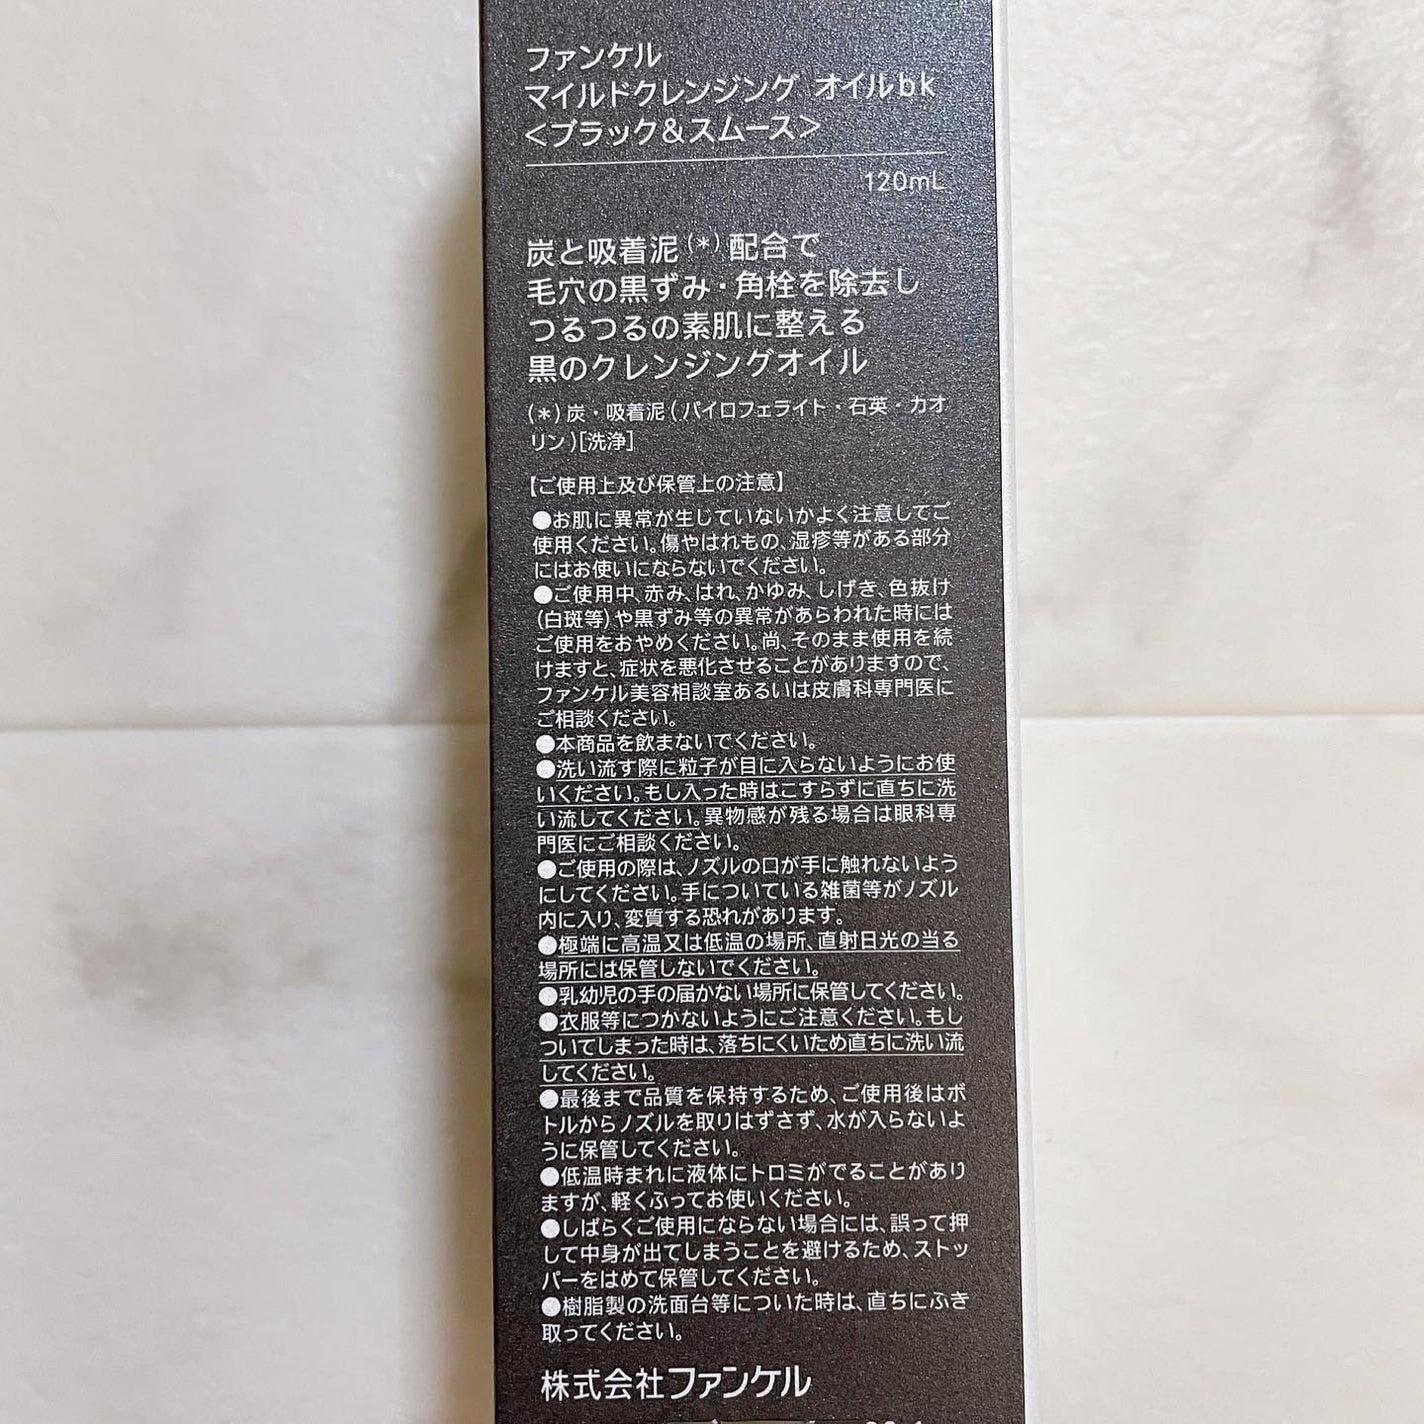 ファンケル
マイルドクレンジング オイルbk
＜ブラック&スムース＞
120mL
炭と吸着泥(*)配合で
毛穴の黒ずみ・角栓を除去し
つるつるの素肌に整える
黒のクレンジングオイル
(*)炭・吸着泥(パイロフェライト・石英・カオ
リン)[洗浄]
【ご使用上及び保管上の注意】
●お肌に異常が生じていないかよく注意してご
使用ください。傷やはれもの、湿疹等がある部分
にはお使いにならないでください。
●ご使用中、赤み、はれ、かゆみ、しげき、色抜け
(白斑等)や黒ずみ等の異常があらわれた時には
ご使用をおやめください。尚、そのまま使用を続
けますと、症状を悪化させることがありますので、
ファンケル美容相談室あるいは皮膚科専門医に
ご相談ください。
●本商品を飲まないでください。
●洗い流す際に粒子が目に入らないようにお使
いください。もし入った時はこすらずに直ちに洗
い流してください。異物感が残る場合は眼科専
門医にご相談ください。
●ご使用の際は、ノズルの口が手に触れないよう
にしてください。手についている雑菌等がノズル
内に入り、変質する恐れがあります。
●極端に高温又は低温の場所、直射日光の当る
場所には保管しないでください。
●乳幼児の手の届かない場所に保管してください。
●衣服等につかないようにご注意ください。もし
ついてしまった時は、落ちにくいため直ちに洗い流
してください。
●最後まで品質を保持するため、ご使用後はボ
トルからノズルを取りはずさず、水が入らないよ
うに保管してください。
●低温時まれに液体にトロミがでることがあり
ますが、軽くふってお使いください。
●しばらくご使用にならない場合には、誤って押
して中身が出てしまうことを避けるため、ストッ
パーをはめて保管してください。
●樹脂製の洗面台等についた時は、直ちにふき
取ってください。
株式会社ファンケル